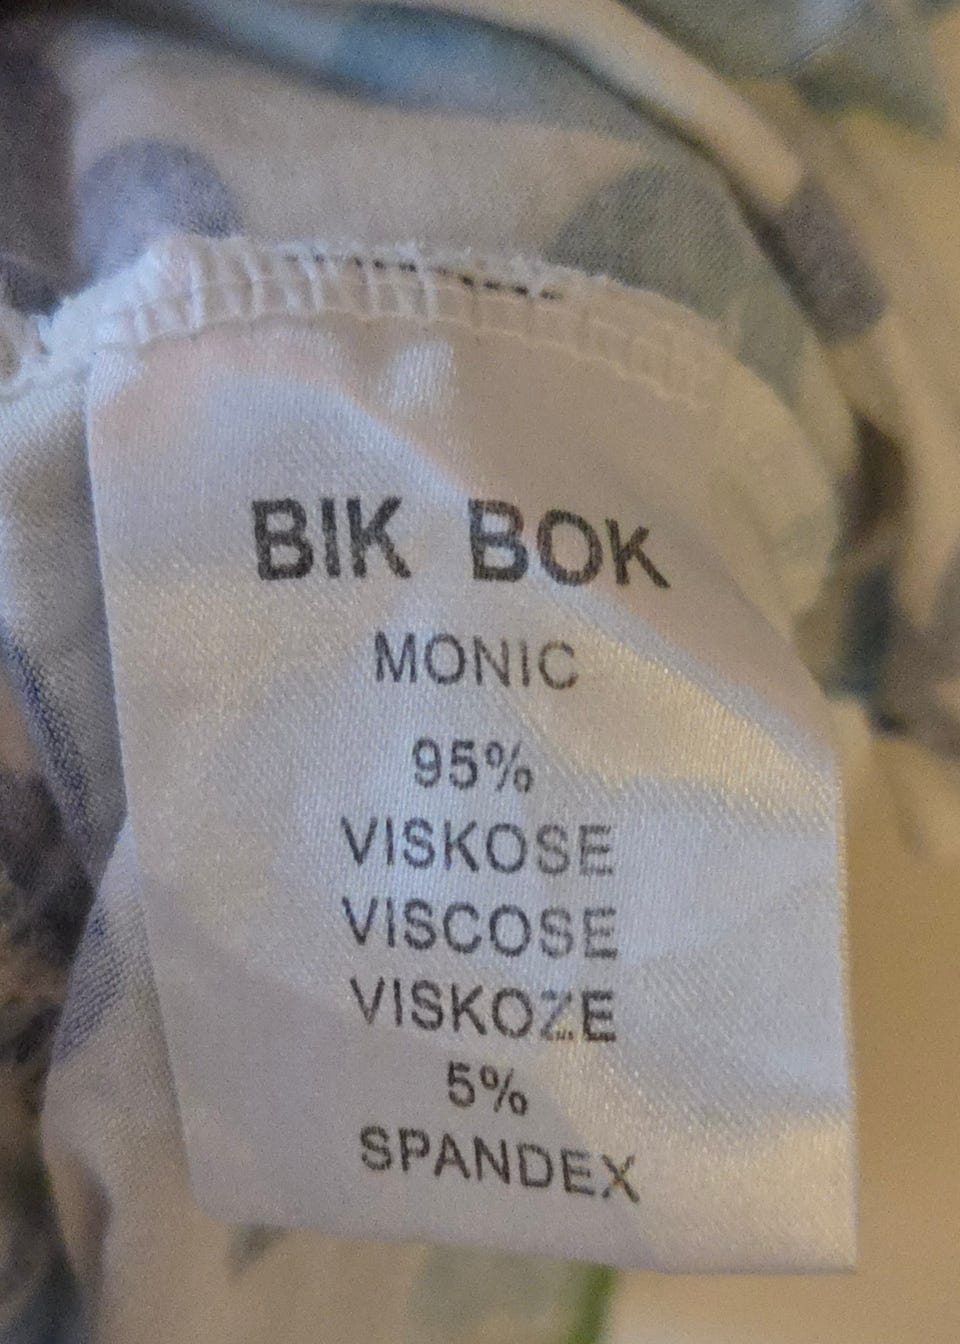 BIK BOK
MONIC
95%
VISKOSE
VISCOSE
VISKOZE
5%
SPANDEX